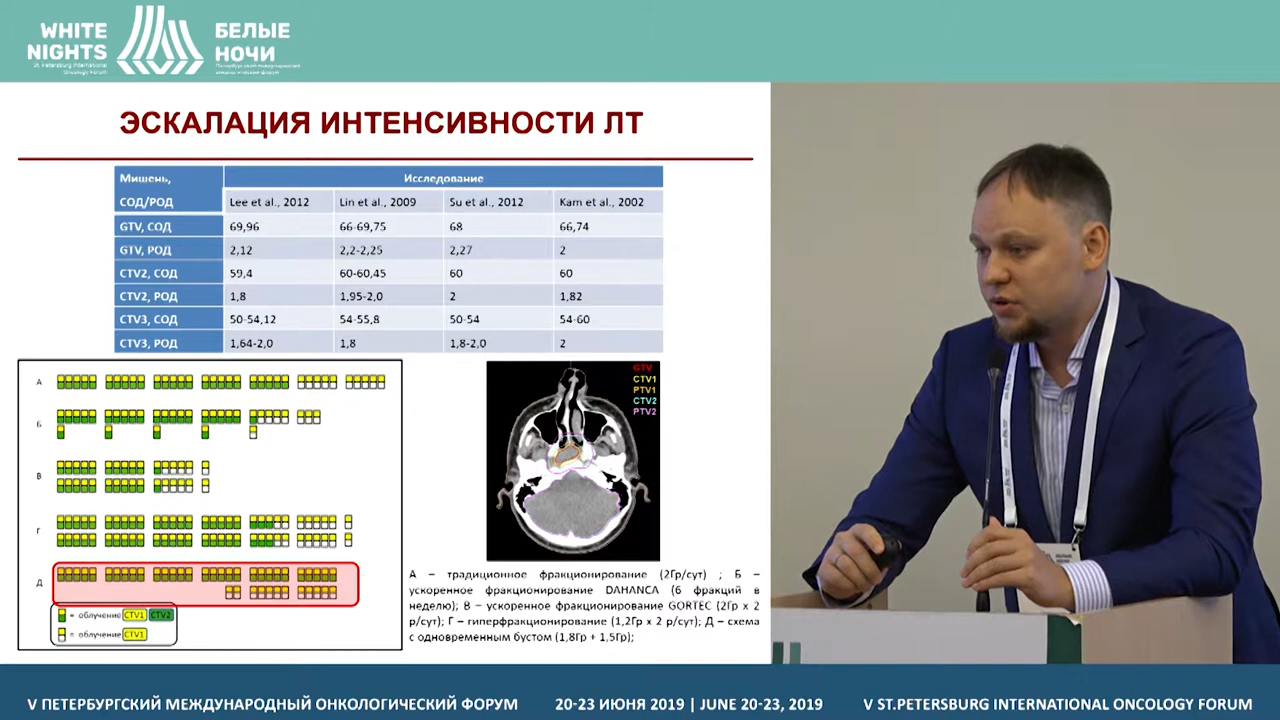 WHITE
NIGHTS
St. Petersburg International
Oncology Forum
БЕЛЫЕ
НОЧИ
Петербургский международный
онкологический форум
ЭСКАЛАЦИЯ ИНТЕНСИВНОСТИ ЛТ
Мишень, Исследование
СОД/РОД Lee et al., 2012 Lin et al., 2009 Su et al., 2012 Kam et al., 2002
GTV, СОД 69,96 66-69,75 68 66,74
GTV, РОД 2,12 2,2-2,25 2,27 2
CTV2, СОД 59,4 60-60,45 60 60
CTV2, РОД 1,8 1,95-2,0 2 1,82
CTV3, СОД 50-54,12 54-55,8 50-54 54-60
CTV3, РОД 1,64-2,0 1,8 1,8-2,0 2
А
Б
В
Г
Д
= облучение CTV1 CTV2
= облучение CTV1
GTV
CTV1
PTV1
CTV2
PTV2
А – традиционное фракционирование (2Гр/сут) ; Б –
ускоренное фракционирование DAHANCA (6 фракций в
неделю); В – ускоренное фракционирование GORTEC (2Гр х 2
р/сут); Г – гиперфракционирование (1,2Гр х 2 р/сут); Д – схема
с одновременным бустом (1,8Гр + 1,5Гр);
V ПЕТЕРБУРГСКИЙ МЕЖДУНАРОДНЫЙ ОНКОЛОГИЧЕСКИЙ ФОРУМ 20-23 ИЮНЯ 2019 | JUNE 20-23, 2019 V ST.PETERSBURG INTERNATIONAL ONCOLOGY FORUM